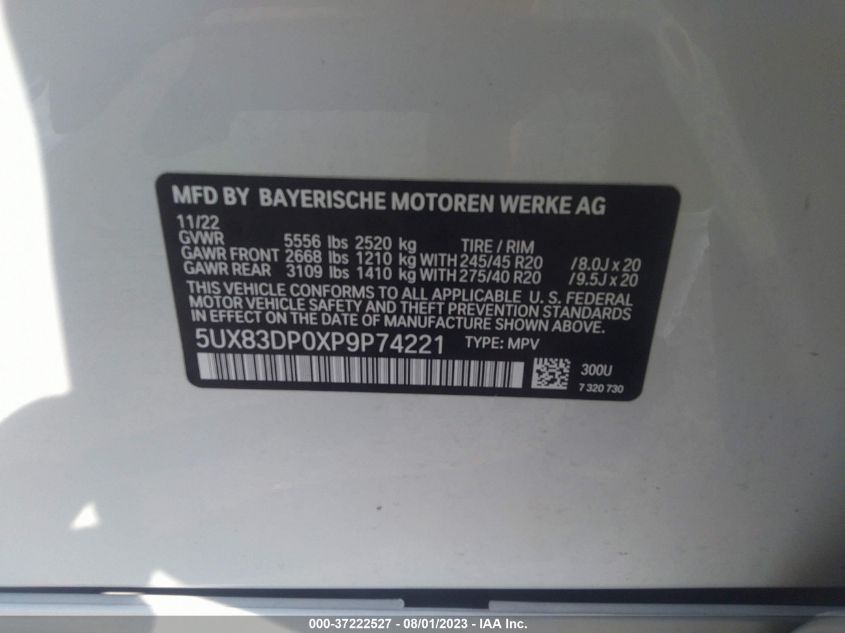 MFD BY BAYERISCHE MOTOREN WERKE AG
11/22
GVWR 5556 lbs 2520 kg TIRE / RIM
GAWR FRONT 2668 lbs 1210 kg WITH 245/45 R20 /8.0J x 20
GAWR REAR 3109 lbs 1410 kg WITH 275/40 R20 /9.5J x 20
THIS VEHICLE CONFORMS TO ALL APPLICABLE U. S. FEDERAL
MOTOR VEHICLE SAFETY AND THEFT PREVENTION STANDARDS
IN EFFECT ON THE DATE OF MANUFACTURE SHOWN ABOVE.
5UX83DP0XP9P74221 TYPE: MPV
300U
7 320 730
000-37222527 - 08/01/2023 - IAA Inc.